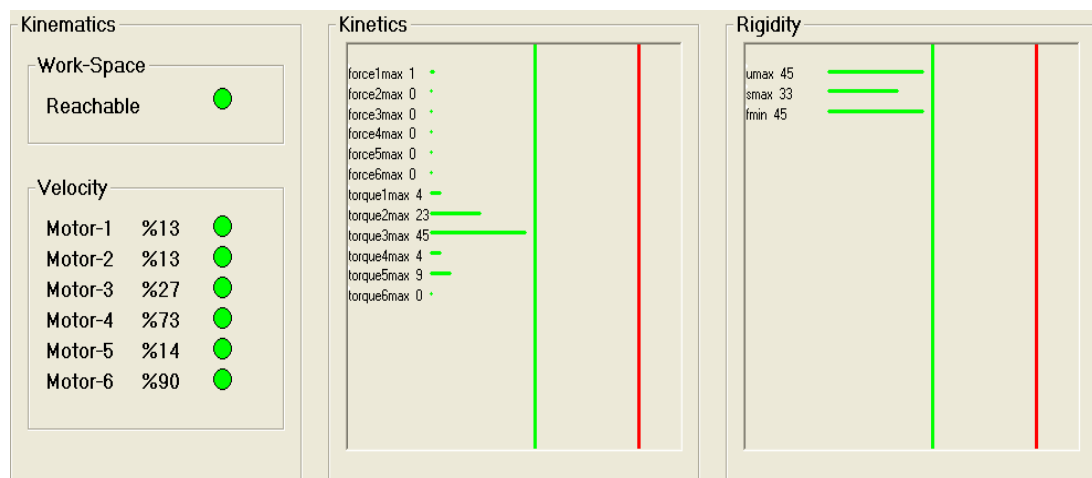 Kinematics
Work-Space
Reachable
Velocity
Motor-1 %13
Motor-2 %13
Motor-3 %27
Motor-4 %73
Motor-5 %14
Motor-6 %90
Kinetics
force1max 1
force2max 0
force3max 0
force4max 0
force5max 0
force6max 0
torque1max 4
torque2max 23
torque3max 45
torque4max 4
torque5max 9
torque6max 0
Rigidity
umax 45
smax 33
fmin 45